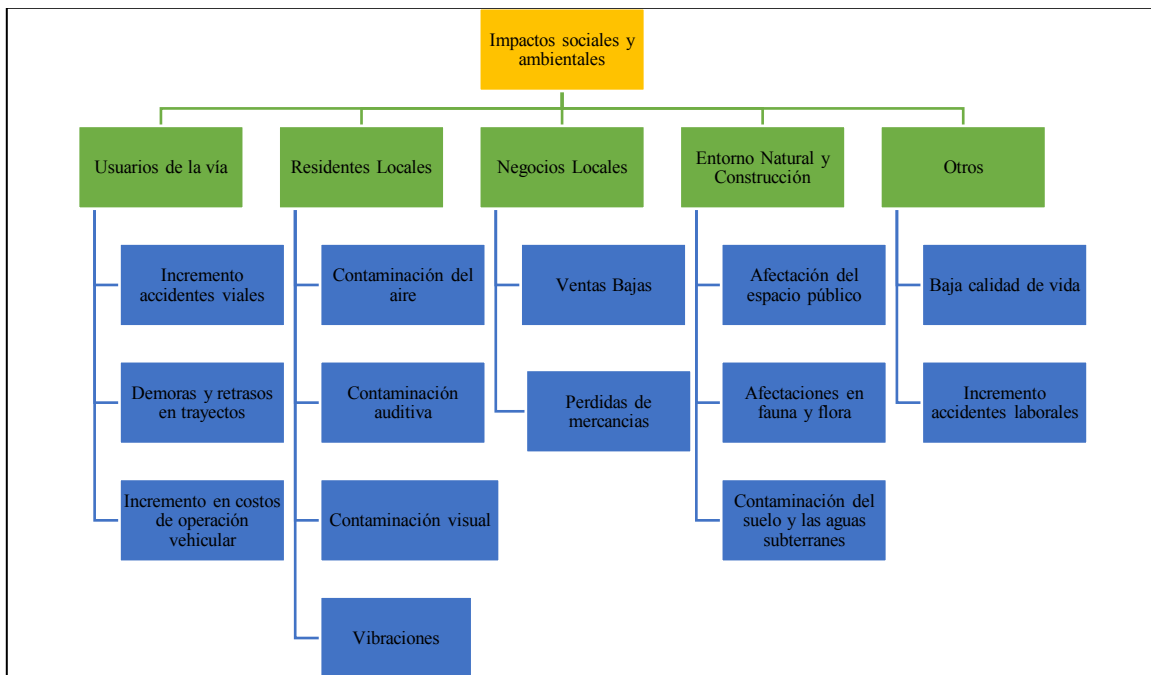 Impactos sociales y
ambientales
Usuarios de la vía
Residentes Locales
Negocios Locales
Entorno Natural y
Construcción
Otros
Incremento
accidentes viales
Demoras y retrasos
en trayectos
Incremento en costos
de operación
vehicular
Contaminación del
aire
Contaminación
auditiva
Contaminación visual
Vibraciones
Ventas Bajas
Perdidas de
mercancias
Afectación del
espacio público
Afectaciones en
fauna y flora
Contaminación del
suelo y las aguas
subterranes
Baja calidad de vida
Incremento
accidentes laborales